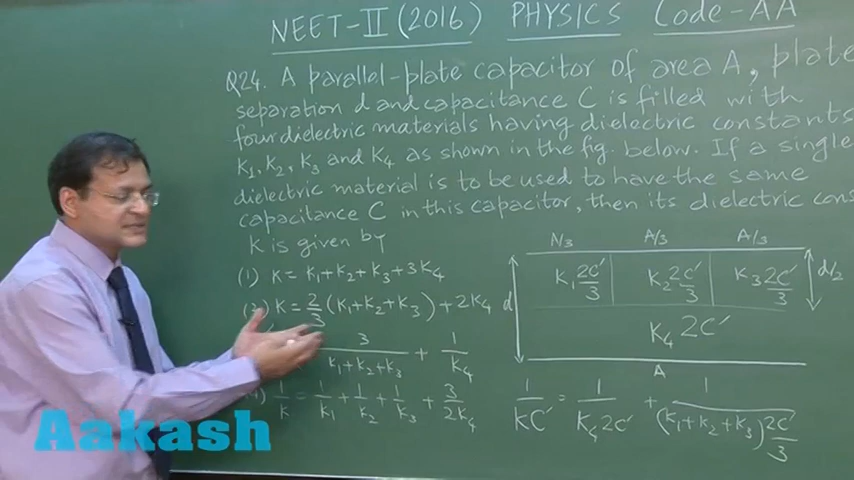 NEET-II (2016) PHYSICS Code-AA
Q24. A parallel-plate capacitor of area A, plate
separation d and capacitance C is filled with
four dielectric materials having dielectric constants
K₁, K₂, K₃ and K₄ as shown in the fig. below. If a single
dielectric material is to be used to have the same
capacitance C in this capacitor, then its dielectric cons
K is given by
(1) K = K₁+K₂+K₃+3K₄
K = 2/3 (K₁+K₂+K₃) + 2K₄
3/(K₁+K₂+K₃) + 1/K₄
1/K = 1/K₁ + 1/K₂ + 1/K₃ + 3/2K₄
A/3 A/3 A/3
K₁ 2C'/3 K₂ 2C'/3 K₃ 2C'/3 d/2
d
K₄ 2C'
A
1/KC' = 1/K₄2C' + 1/(K₁+K₂+K₃)2C'/3
Aakash